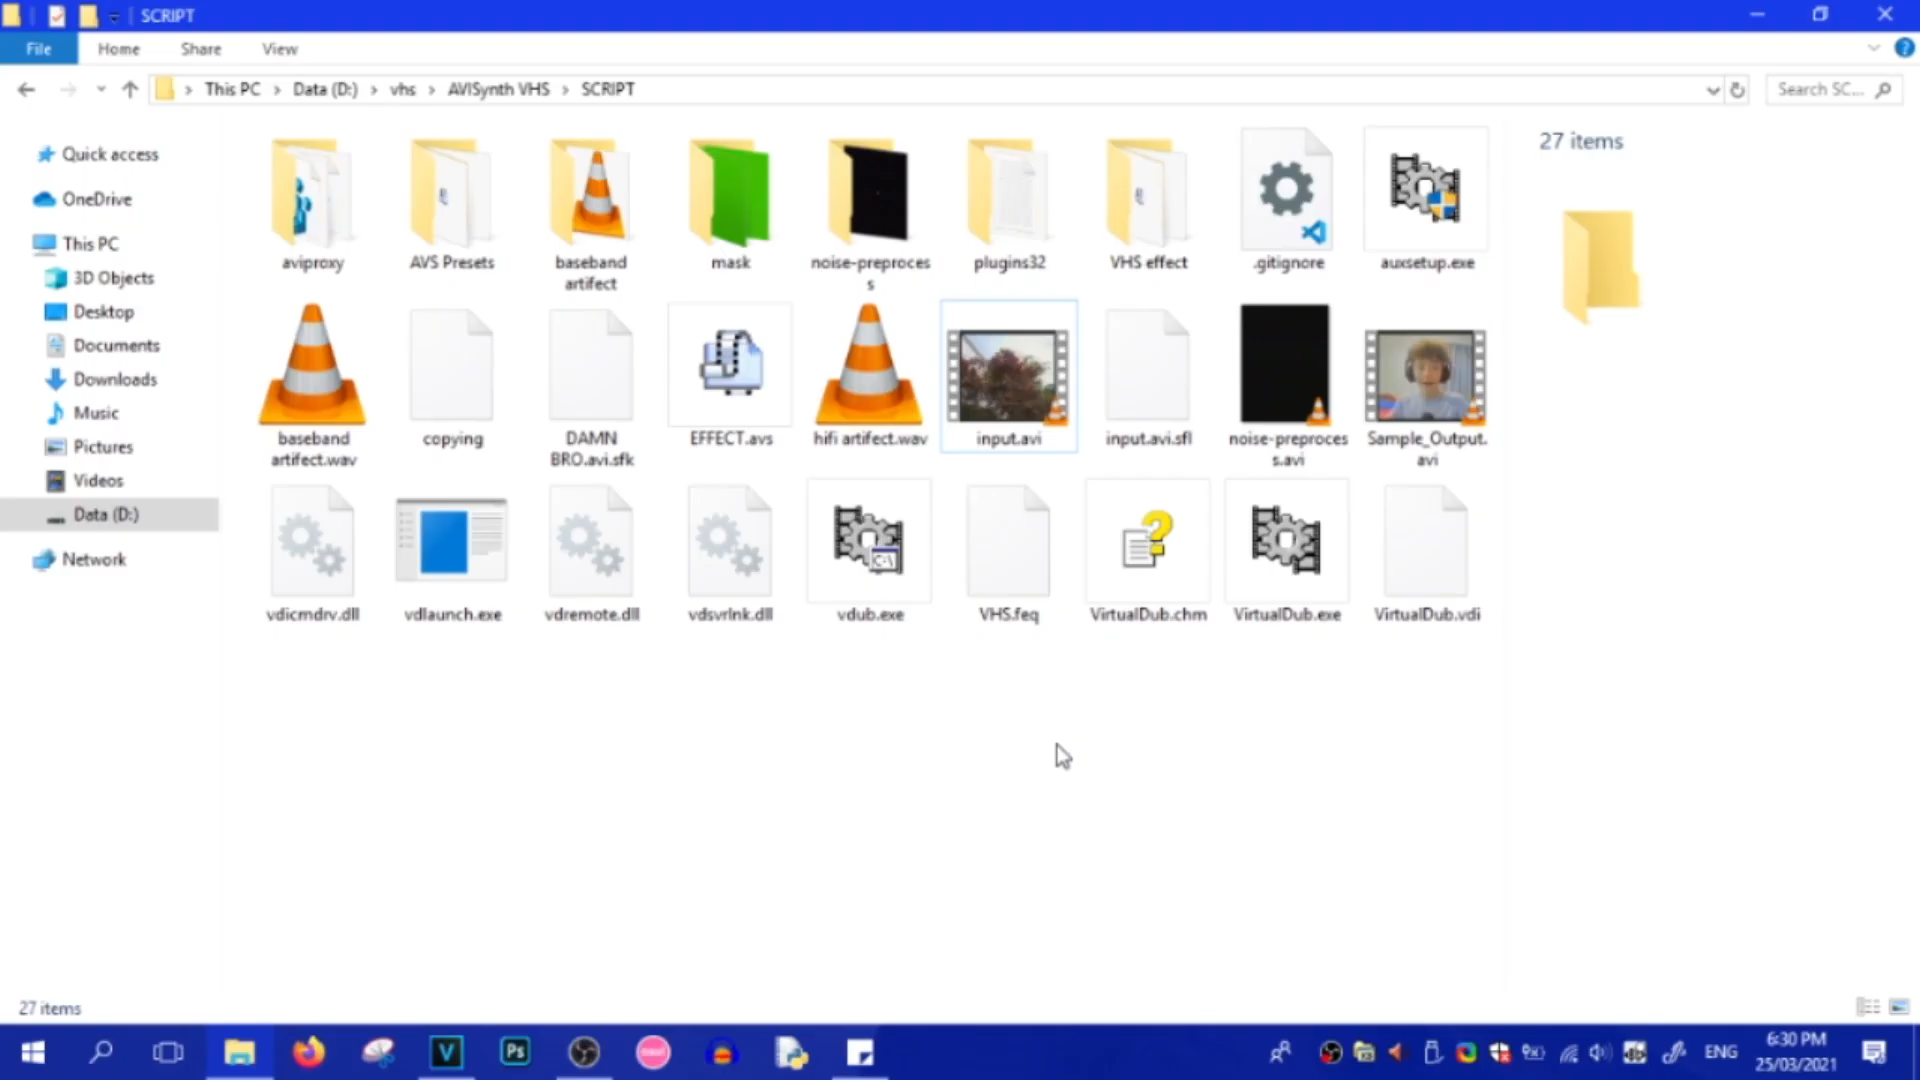 SCRIPT
File Home Share View
This PC Data (D:) vhs AVISynth VHS SCRIPT
Search SC...
Quick access
OneDrive
This PC
3D Objects
Desktop
Documents
Downloads
Music
Pictures
Videos
Data (D:)
Network
27 items
aviproxy
AVS Presets
baseband
artifect
mask
noise-preproces
s
plugins32
VHS effect
.gitignore
auxsetup.exe
baseband
artifect.wav
copying
DAMN
BRO.avi.sfk
EFFECT.avs
hifi artifect.wav
input.avi
input.avi.sfl
noise-preproces
s.avi
Sample_Output.
avi
vdicmdrv.dll
vdlaunch.exe
vdremote.dll
vdsvrlnk.dll
vdub.exe
VHS.feq
VirtualDub.chm
VirtualDub.exe
VirtualDub.vdi
27 items
V
Ps
ENG
6:30 PM
25/03/2021